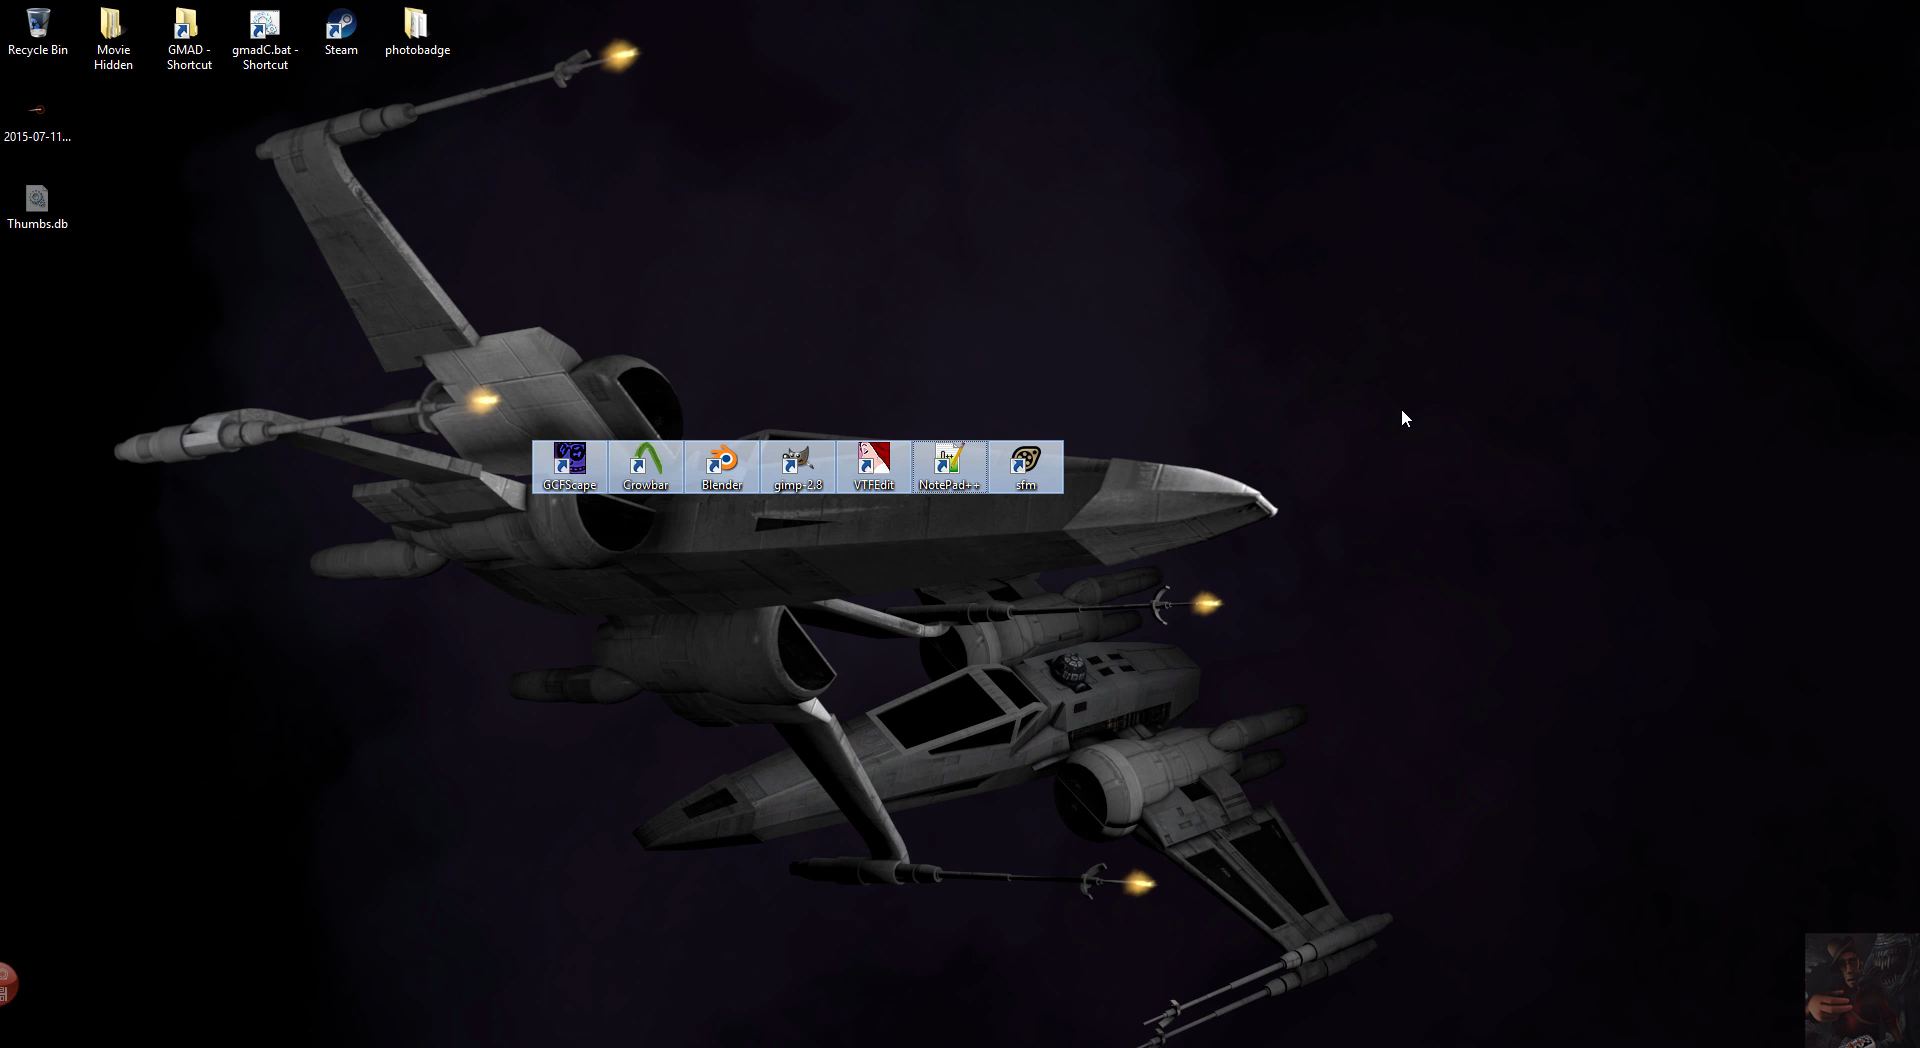 Recycle Bin
Movie
Hidden
GMAD -
Shortcut
gmadC.bat -
Shortcut
Steam
photobadge
2015-07-11...
Thumbs.db
GCFScape
Crowbar
Blender
gimp-2.8
VTFEdit
NotePad++
sfm